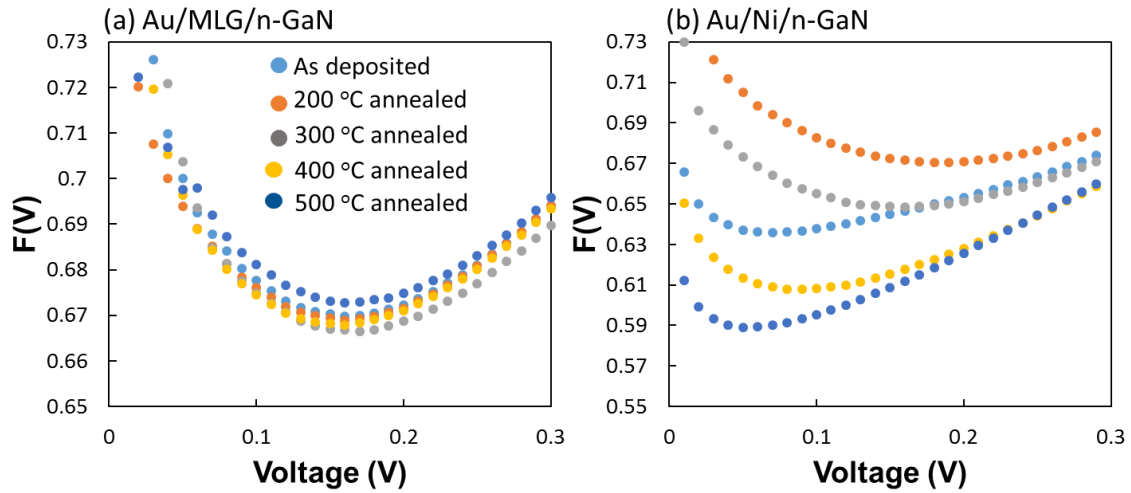 (a) Au/MLG/n-GaN
0.73
0.72
0.71
0.7
0.69
0.68
0.67
0.66
0.65
F(V)
As deposited
200 °C annealed
300 °C annealed
400 °C annealed
500 °C annealed
0
0.1
0.2
0.3
Voltage (V)
(b) Au/Ni/n-GaN
0.73
0.71
0.69
0.67
0.65
0.63
0.61
0.59
0.57
0.55
F(V)
0
0.1
0.2
0.3
Voltage (V)